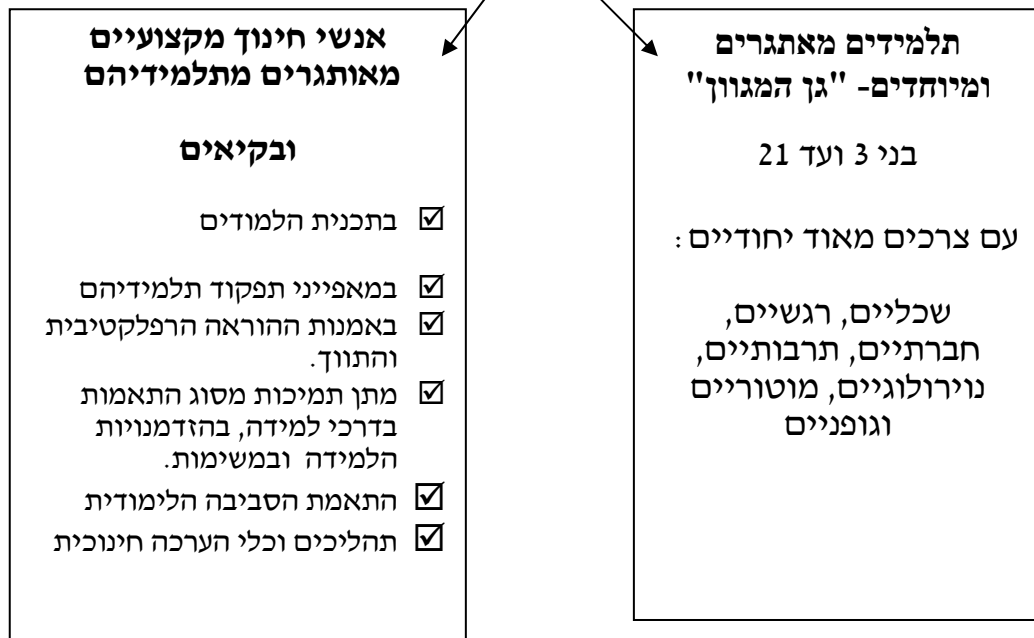 תלמידים מאתגרים
ומיוחדים- "גן המגוון"
בני 3 ועד 21
עם צרכים מאוד יחודיים:
שכליים, רגשיים,
חברתיים, תרבותיים,
נוירולוגיים, מוטוריים
וגופניים
אנשי חינוך מקצועיים
מאותגרים מתלמידיהם
ובקיאים
☑ בתכנית הלמודים
☑ במאפייני תפקוד תלמידיהם
☑ באמנות ההוראה הרפלקטיבית
והתווך.
☑ מתן תמיכות מסוג התאמות
בדרכי למידה, בהזדמנויות
הלמידה ובמשימות.
☑ התאמת הסביבה הלימודית
☑ תהליכים וכלי הערכה חינוכית